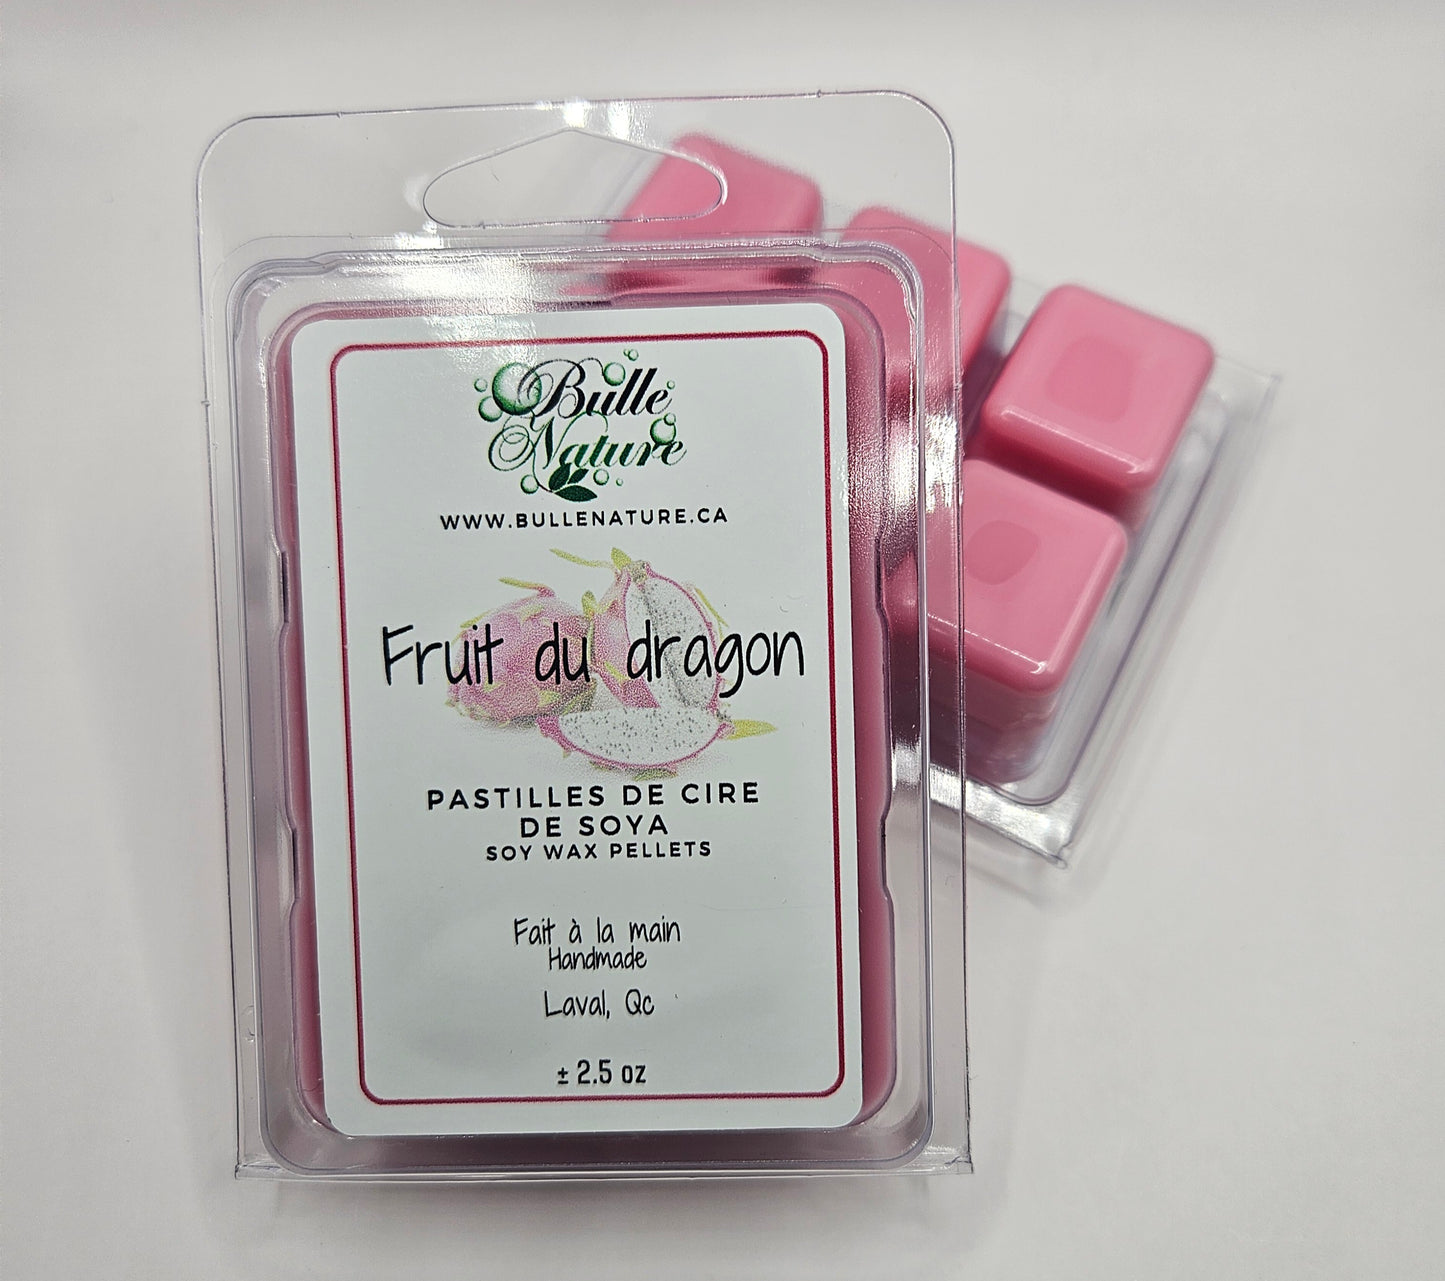 Bulle
Nature
WWW.BULLENATURE.CA
Fruit du dragon
PASTILLES DE CIRE
DE SOYA
SOY WAX PELLETS
Fait à la main
Handmade
Laval, Qc
± 2.5 oz